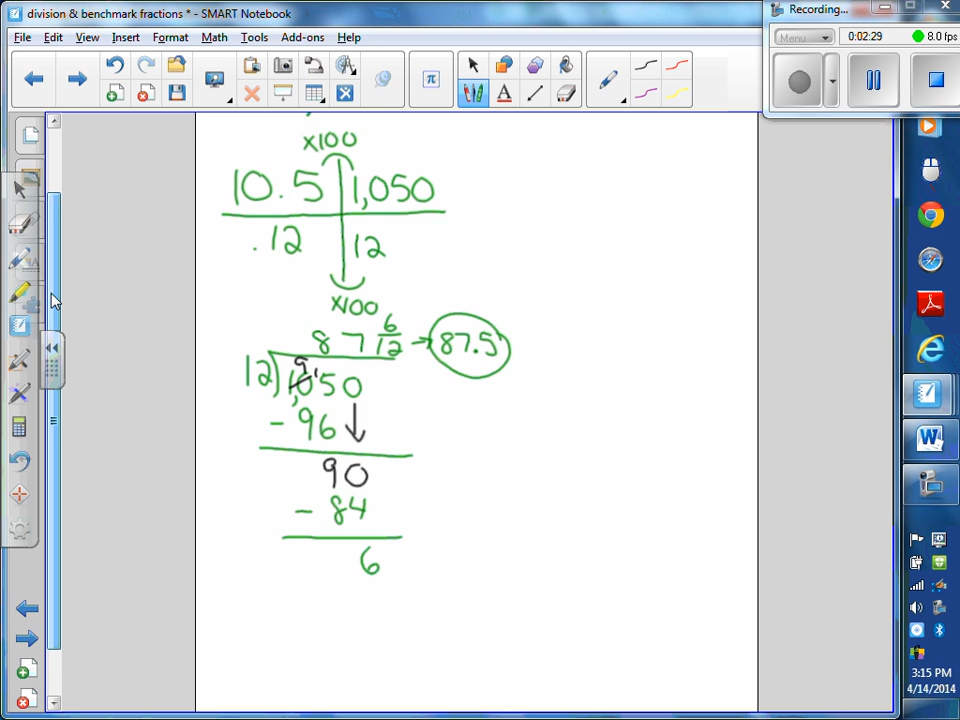 division & benchmark fractions * - SMART Notebook
Recording...
File Edit View Insert Format Math Tools Add-ons Help
Menu 0:02:29 8.0 fps
π
A
x100
10.5 1,050
.12 12
x100
8 7 6/12 → 87.5
9 1
12 1,050
- 96
90
- 84
6
W
3:15 PM
4/14/2014